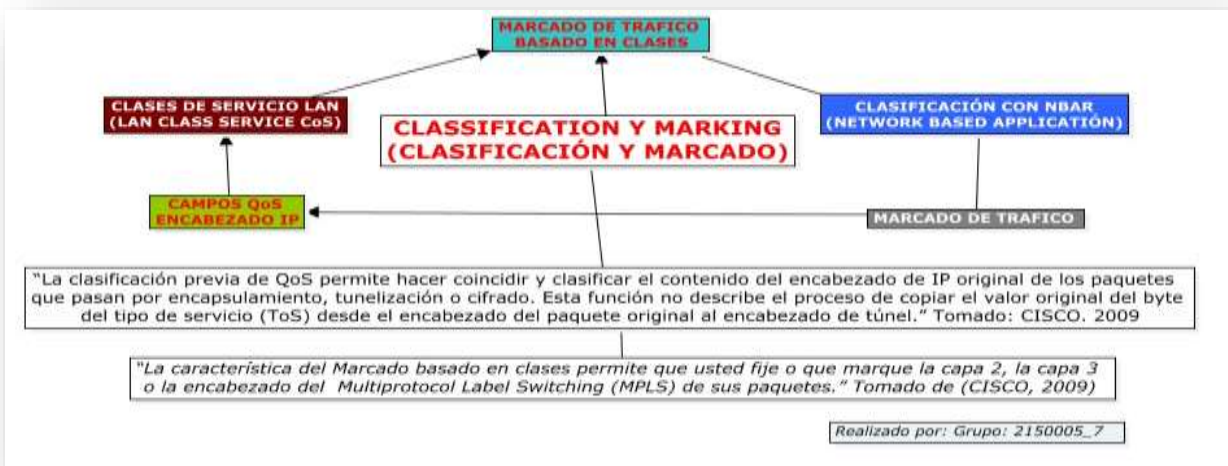 MARCADO DE TRAFICO
BASADO EN CLASES
CLASES DE SERVICIO LAN
(LAN CLASS SERVICE CoS)
CLASIFICACIÓN CON NBAR
(NETWORK BASED APPLICATIÓN)
CLASSIFICATION Y MARKING
(CLASIFICACIÓN Y MARCADO)
CAMPOS QoS
ENCABEZADO IP
MARCADO DE TRAFICO
“La clasificación previa de QoS permite hacer coincidir y clasificar el contenido del encabezado de IP original de los paquetes
que pasan por encapsulamiento, tunelización o cifrado. Esta función no describe el proceso de copiar el valor original del byte
del tipo de servicio (ToS) desde el encabezado del paquete original al encabezado de túnel.” Tomado: CISCO. 2009
“La característica del Marcado basado en clases permite que usted fije o que marque la capa 2, la capa 3
o la encabezado del Multiprotocol Label Switching (MPLS) de sus paquetes.” Tomado de (CISCO, 2009)
Realizado por: Grupo: 2150005_7